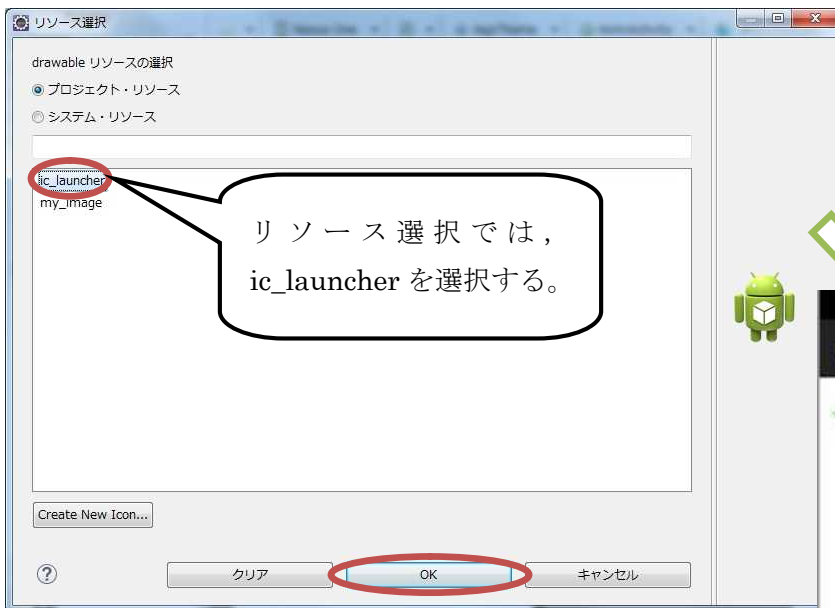 リソース選択
drawable リソースの選択
プロジェクト・リソース
システム・リソース
ic_launcher
my_image
リソース選択では,
ic_launcher を選択する。
Create New Icon...
クリア
OK
キャンセル